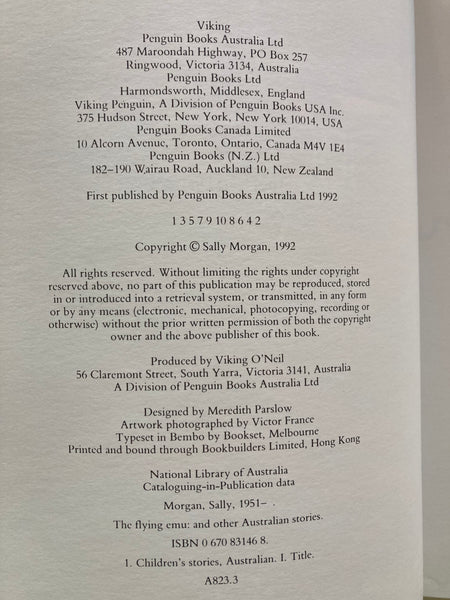 Viking
Penguin Books Australia Ltd
487 Maroondah Highway, PO Box 257
Ringwood, Victoria 3134, Australia
Penguin Books Ltd
Harmondsworth, Middlesex, England
Viking Penguin, A Division of Penguin Books USA Inc.
375 Hudson Street, New York, New York 10014, USA
Penguin Books Canada Limited
10 Alcorn Avenue, Toronto, Ontario, Canada M4V 1E4
Penguin Books (N.Z.) Ltd
182–190 Wairau Road, Auckland 10, New Zealand
First published by Penguin Books Australia Ltd 1992
1 3 5 7 9 10 8 6 4 2
Copyright © Sally Morgan, 1992
All rights reserved. Without limiting the rights under copyright
reserved above, no part of this publication may be reproduced, stored
in or introduced into a retrieval system, or transmitted, in any form
or by any means (electronic, mechanical, photocopying, recording or
otherwise) without the prior written permission of both the copyright
owner and the above publisher of this book.
Produced by Viking O'Neil
56 Claremont Street, South Yarra, Victoria 3141, Australia
A Division of Penguin Books Australia Ltd
Designed by Meredith Parslow
Artwork photographed by Victor France
Typeset in Bembo by Bookset, Melbourne
Printed and bound through Bookbuilders Limited, Hong Kong
National Library of Australia
Cataloguing-in-Publication data
Morgan, Sally, 1951– .
The flying emu: and other Australian stories.
ISBN 0 670 83146 8.
1. Children's stories, Australian. I. Title.
A823.3